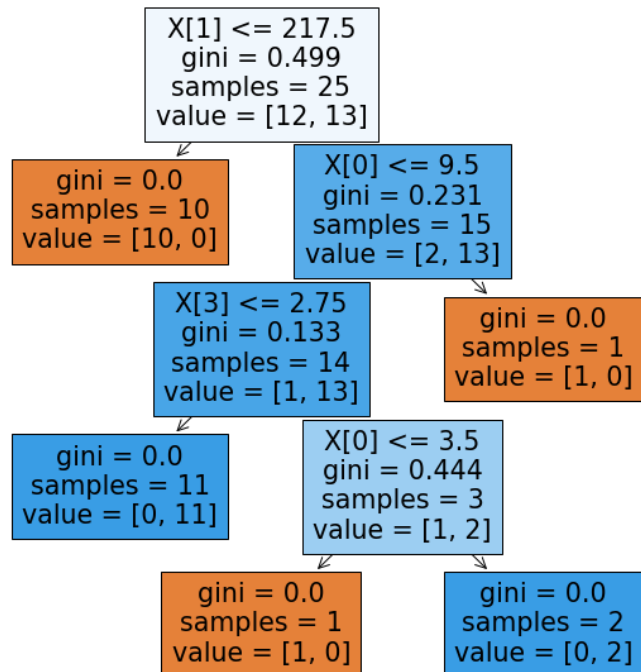 X[1] <= 217.5
gini = 0.499
samples = 25
value = [12, 13]
gini = 0.0
samples = 10
value = [10, 0]
X[0] <= 9.5
gini = 0.231
samples = 15
value = [2, 13]
X[3] <= 2.75
gini = 0.133
samples = 14
value = [1, 13]
gini = 0.0
samples = 1
value = [1, 0]
gini = 0.0
samples = 11
value = [0, 11]
X[0] <= 3.5
gini = 0.444
samples = 3
value = [1, 2]
gini = 0.0
samples = 1
value = [1, 0]
gini = 0.0
samples = 2
value = [0, 2]